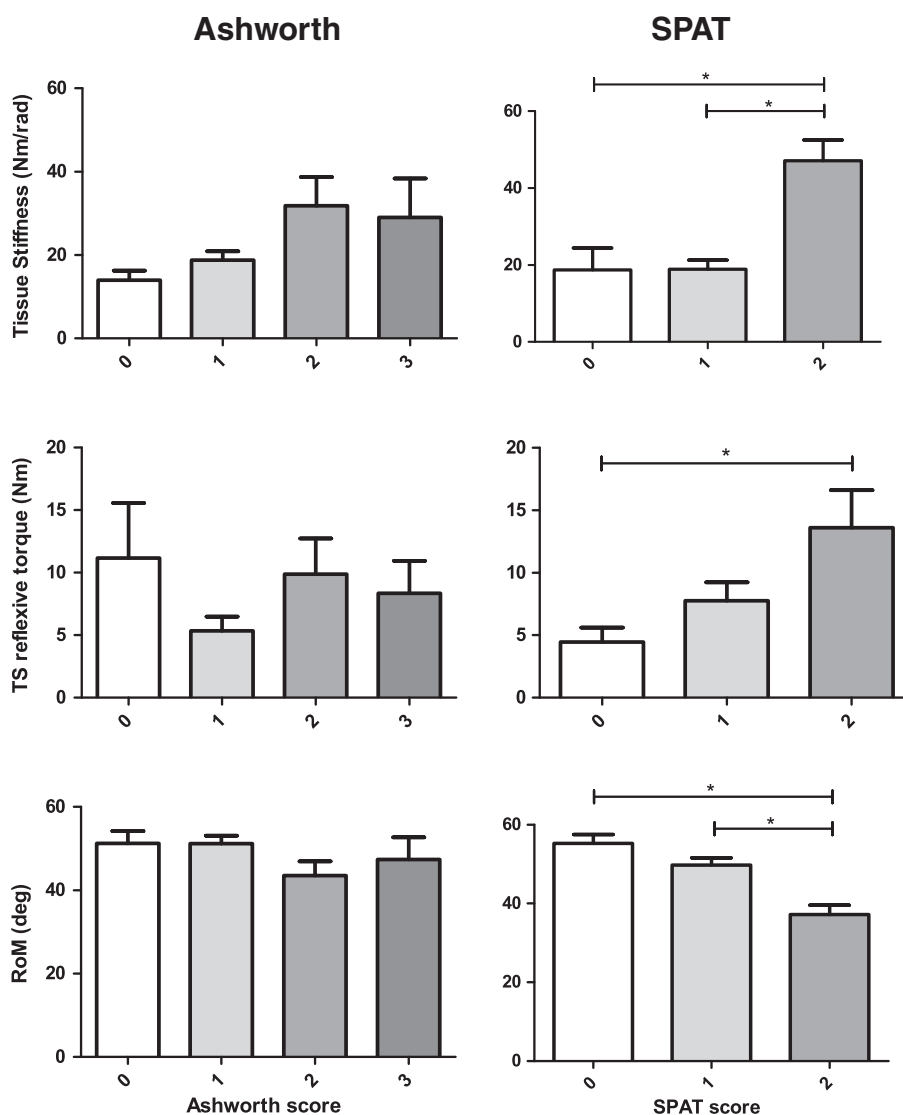 Ashworth
SPAT
Tissue Stiffness (Nm/rad)
60
40
20
0
0 1 2 3
* 
*
60
40
20
0
0 1 2
TS reflexive torque (Nm)
20
15
10
5
0
0 1 2 3
*
20
15
10
5
0
0 1 2
RoM (deg)
60
40
20
0
0 1 2 3
Ashworth score
*
*
60
40
20
0
0 1 2
SPAT score